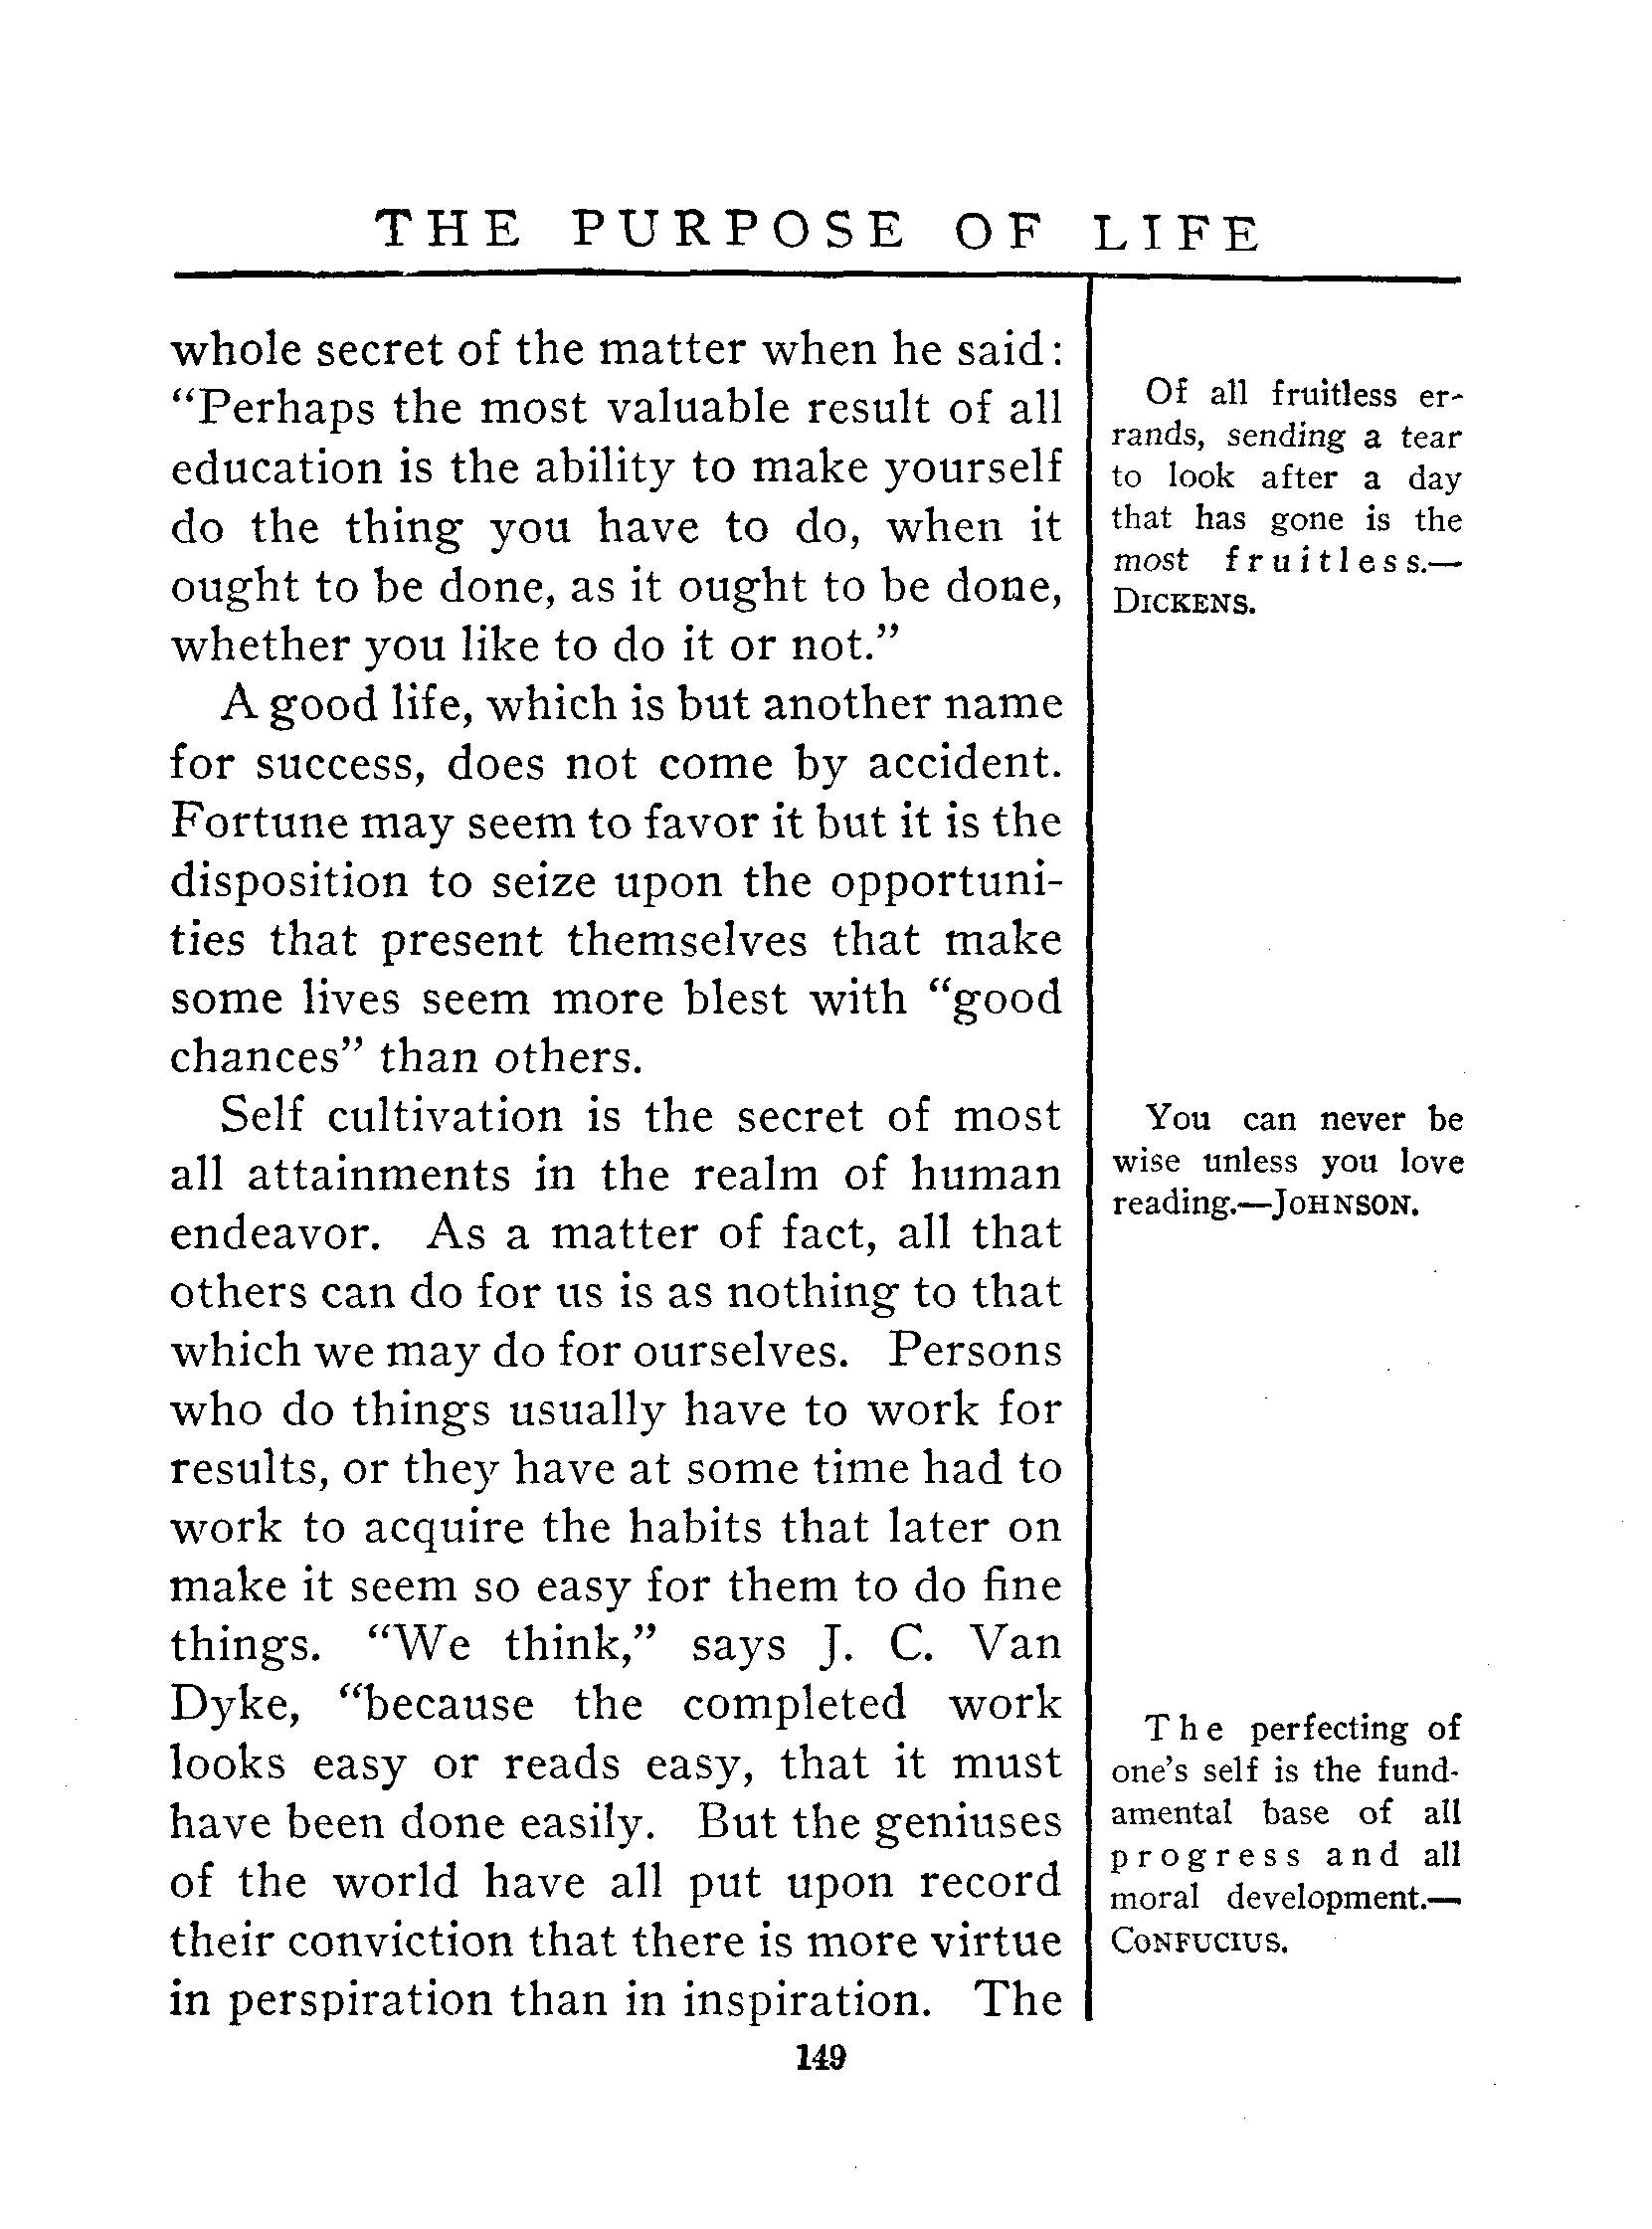 THE PURPOSE OF LIFE
whole secret of the matter when he said:
“Perhaps the most valuable result of all
education is the ability to make yourself
do the thing you have to do, when it
ought to be done, as it ought to be done,
whether you like to do it or not.”
A good life, which is but another name
for success, does not come by accident.
Fortune may seem to favor it but it is the
disposition to seize upon the opportuni-
ties that present themselves that make
some lives seem more blest with “good
chances” than others.
Self cultivation is the secret of most
all attainments in the realm of human
endeavor. As a matter of fact, all that
others can do for us is as nothing to that
which we may do for ourselves. Persons
who do things usually have to work for
results, or they have at some time had to
work to acquire the habits that later on
make it seem so easy for them to do fine
things. “We think,” says J. C. Van
Dyke, “because the completed work
looks easy or reads easy, that it must
have been done easily. But the geniuses
of the world have all put upon record
their conviction that there is more virtue
in perspiration than in inspiration. The
Of all fruitless er-
rands, sending a tear
to look after a day
that has gone is the
most fruitless.—
DICKENS.
You can never be
wise unless you love
reading.—JOHNSON.
The perfecting of
one's self is the fund-
amental base of all
progress and all
moral development.—
CONFUCIUS.
149